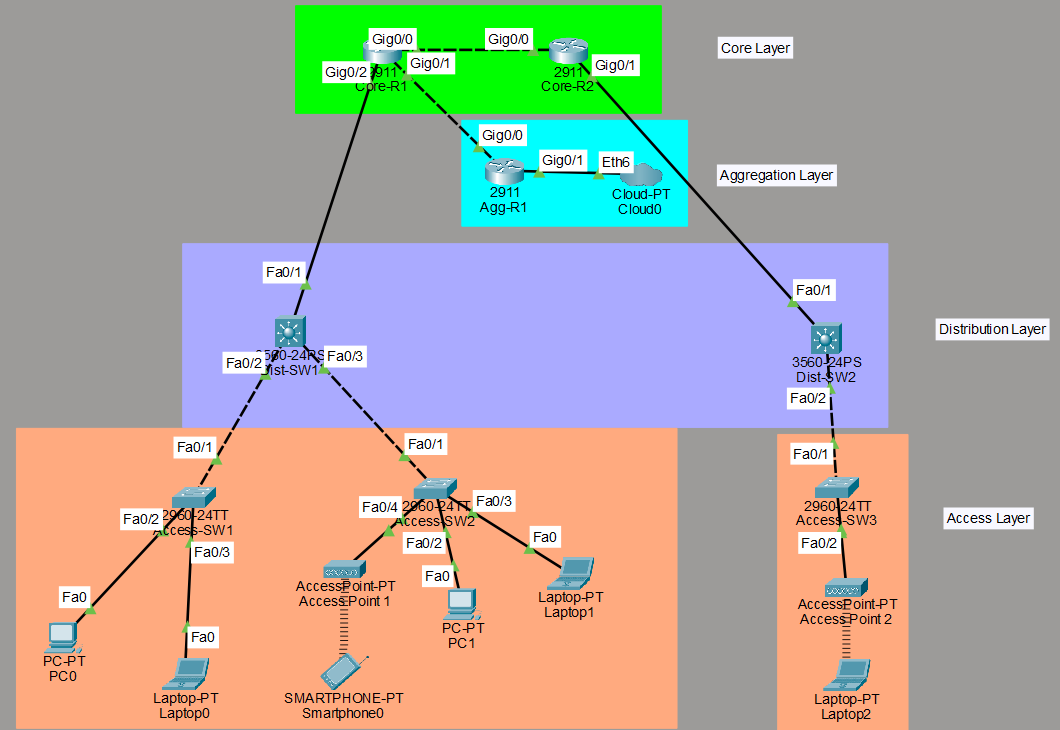 Gig0/0
Gig0/0
Core Layer
Gig0/2
Gig0/1
Gig0/1
2911
Core-R1
2911
Core-R2
Gig0/0
Gig0/1
Eth6
Aggregation Layer
2911
Agg-R1
Cloud-PT
Cloud0
Fa0/1
Fa0/1
Distribution Layer
3560-24PS
Dist-SW1
Fa0/2
Fa0/3
3560-24PS
Dist-SW2
Fa0/2
Fa0/1
Fa0/1
Fa0/1
2960-24TT
Access-SW1
Fa0/2
Fa0/3
2960-24TT
Access-SW2
Fa0/4
Fa0/3
Fa0/2
Fa0
Fa0
2960-24TT
Access-SW3
Fa0/2
Access Layer
Fa0
Fa0
PC-PT
PC0
Laptop-PT
Laptop0
AccessPoint-PT
Access Point 1
SMARTPHONE-PT
Smartphone0
PC-PT
PC1
Laptop-PT
Laptop1
AccessPoint-PT
Access Point 2
Laptop-PT
Laptop2